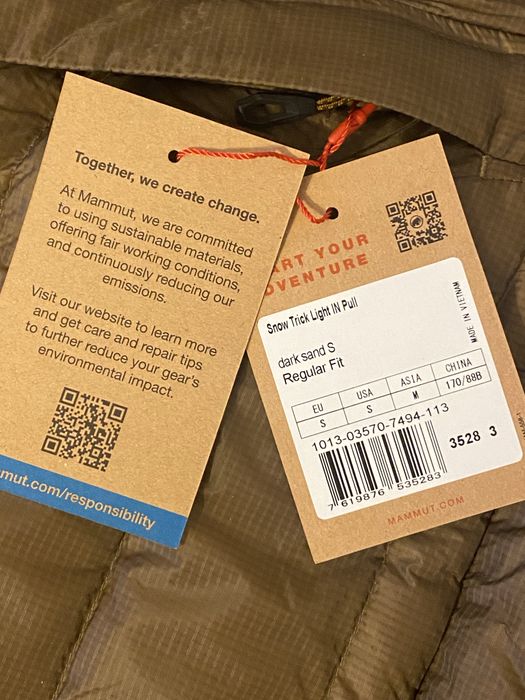 Together, we create change.
At Mammut, we are committed
to using sustainable materials,
offering fair working conditions,
and continuously reducing our
emissions.
Visit our website to learn more
and get care and repair tips
to further reduce your gear's
environmental impact.
mut.com/responsibility
ART YOUR
DVENTURE
Snow Trick Light IN Pull
MADE IN VIETNAM
dark sand S
Regular Fit
EU USA ASIA CHINA
S S M 170/88B
1013-03570-7494-113
3528 3
7 619876 535283
MAMMUT.COM